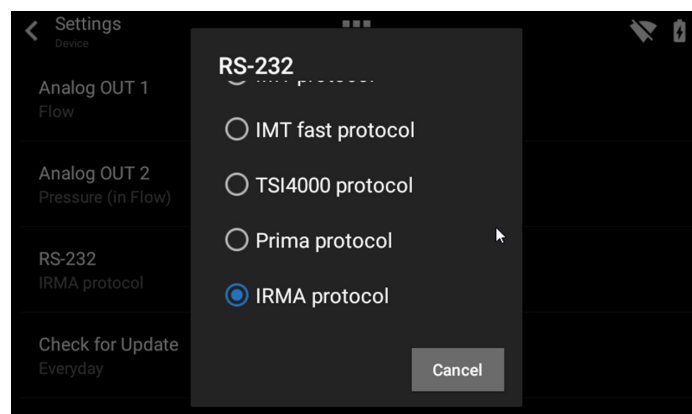 Settings
Device
Analog OUT 1
Flow
Analog OUT 2
Pressure (in Flow)
RS-232
IRMA protocol
Check for Update
Everyday
RS-232
IMT fast protocol
TSI4000 protocol
Prima protocol
IRMA protocol
Cancel